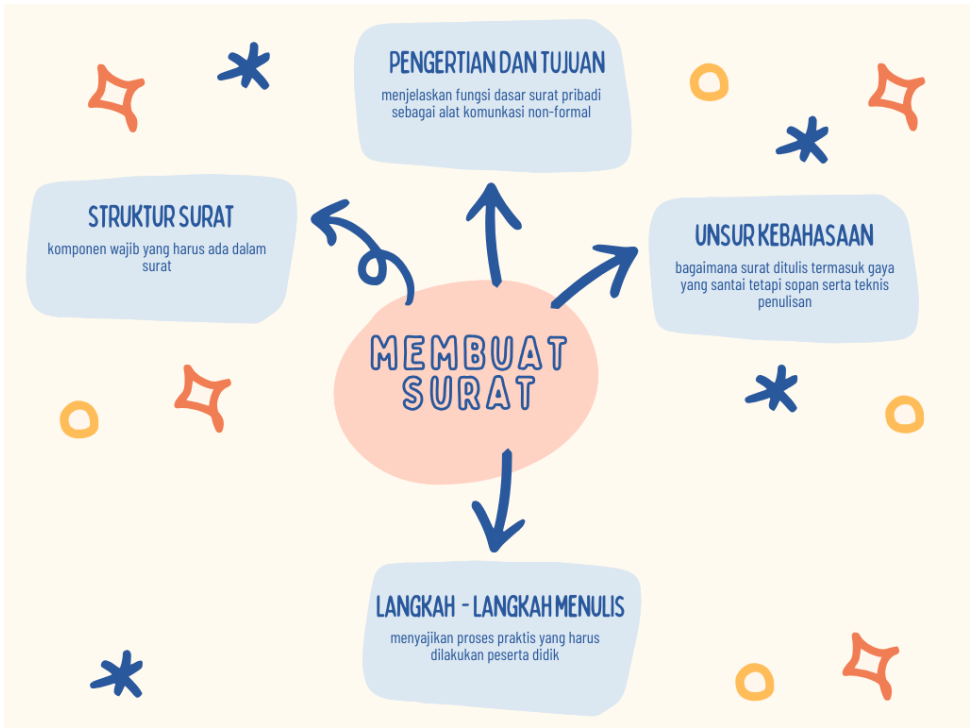 PENGERTIAN DAN TUJUAN
menjelaskan fungsi dasar surat pribadi
sebagai alat komunkasi non-formal
STRUKTUR SURAT
komponen wajib yang harus ada dalam
surat
UNSUR KEBAHASAAN
bagaimana surat ditulis termasuk gaya
yang santai tetapi sopan serta teknis
penulisan
MEMBUAT
SURAT
LANGKAH - LANGKAH MENULIS
menyajikan proses praktis yang harus
dilakukan peserta didik